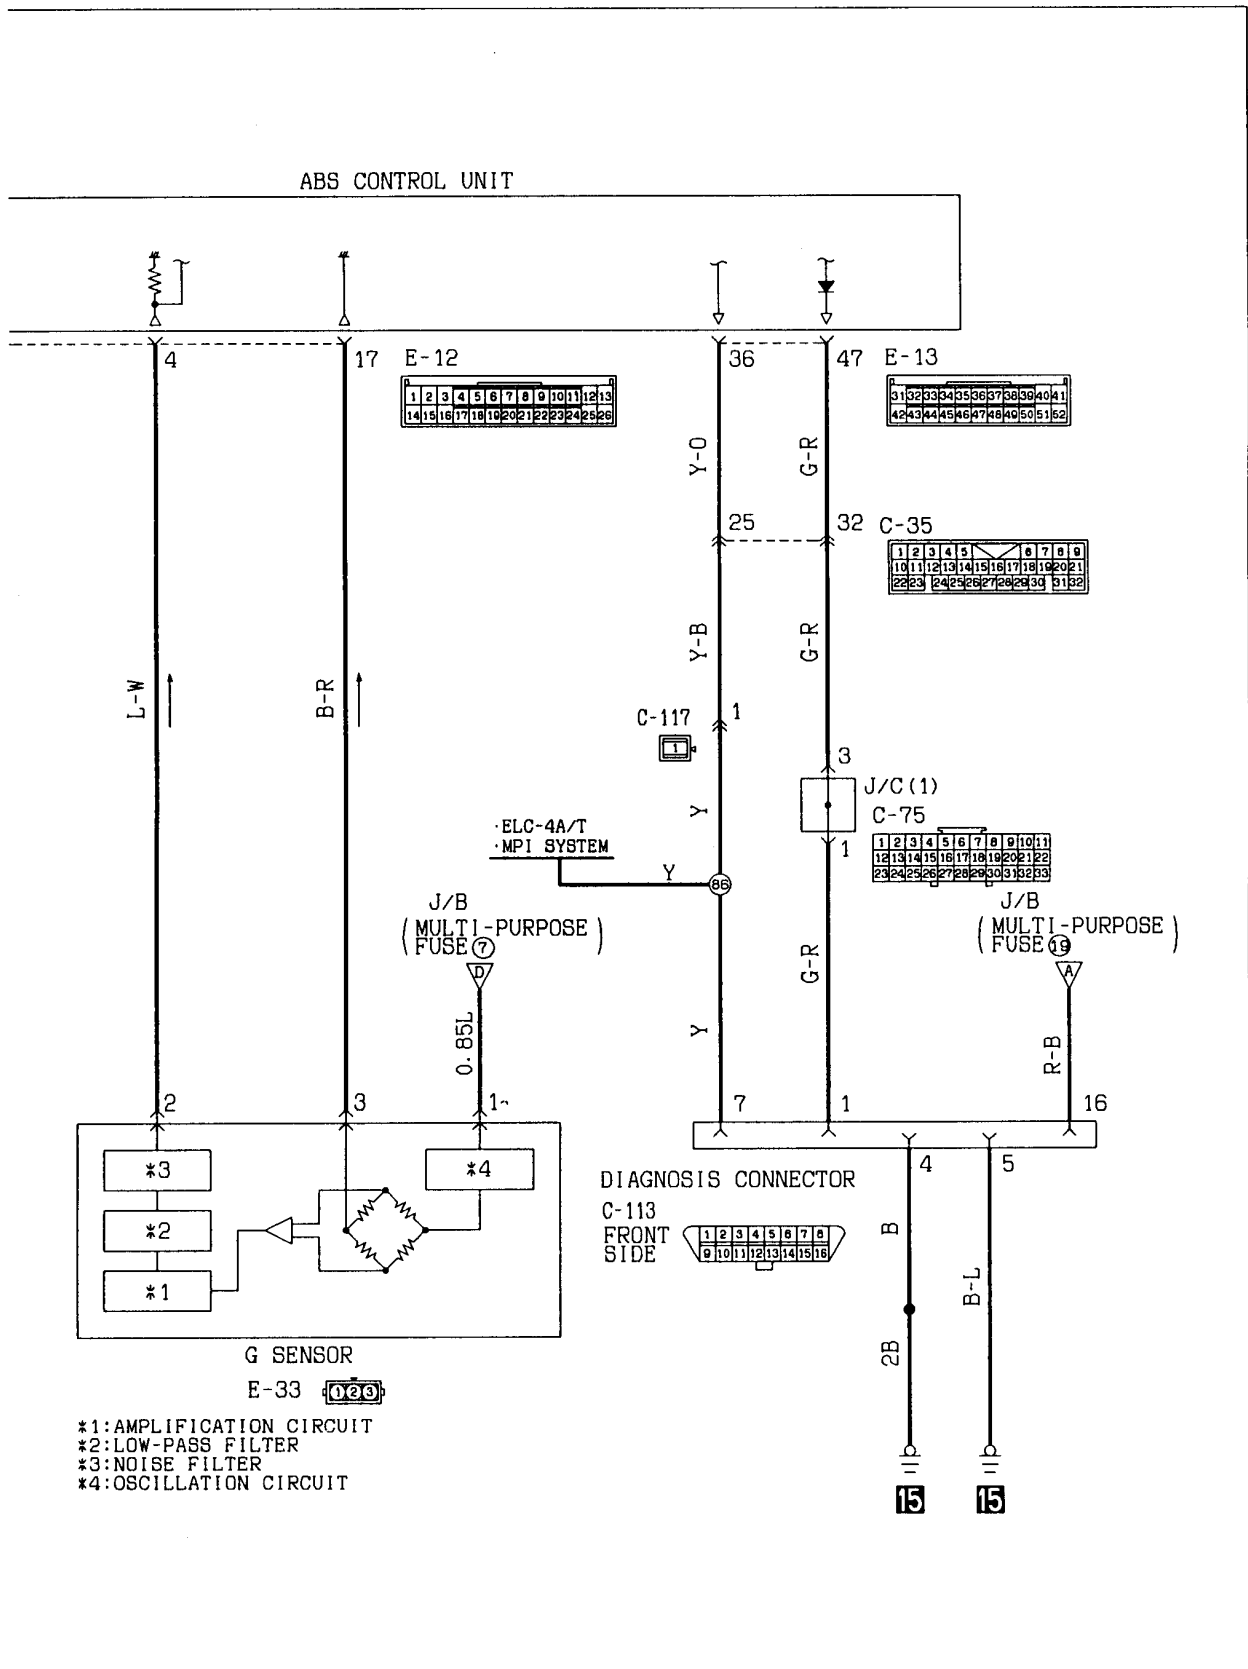 ABS CONTROL UNIT
4
17
E-12
1 2 3 4 5 6 7 8 9 10 11 12 13
14 15 16 17 18 19 20 21 22 23 24 25 26
36
47
E-13
31 32 33 34 35 36 37 38 39 40 41
42 43 44 45 46 47 48 49 50 51 52
Y-O
G-R
25
32
C-35
1 2 3 4 5 6 7 8 9
10 11 12 13 14 15 16 17 18 19 20 21
22 23 24 25 26 27 28 29 30 31 32
Y-B
G-R
L-W
B-R
C-117
1
1
3
J/C(1)
C-75
1 2 3 4 5 6 7 8 9 10 11
12 13 14 15 16 17 18 19 20 21 22
23 24 25 26 27 28 29 30 31 32 33
1
Y
·ELC-4A/T
·MPI SYSTEM
Y
86
J/B
(MULTI-PURPOSE
FUSE 7)
D
J/B
(MULTI-PURPOSE
FUSE 19)
A
G-R
0.85L
Y
R-B
2
3
1
7
1
16
*3
*4
*2
*1
4
5
DIAGNOSIS CONNECTOR
C-113
FRONT
SIDE
1 2 3 4 5 6 7 8
9 10 11 12 13 14 15 16
B
B-L
2B
G SENSOR
E-33
1 2 3
*1:AMPLIFICATION CIRCUIT
*2:LOW-PASS FILTER
*3:NOISE FILTER
*4:OSCILLATION CIRCUIT
15
15